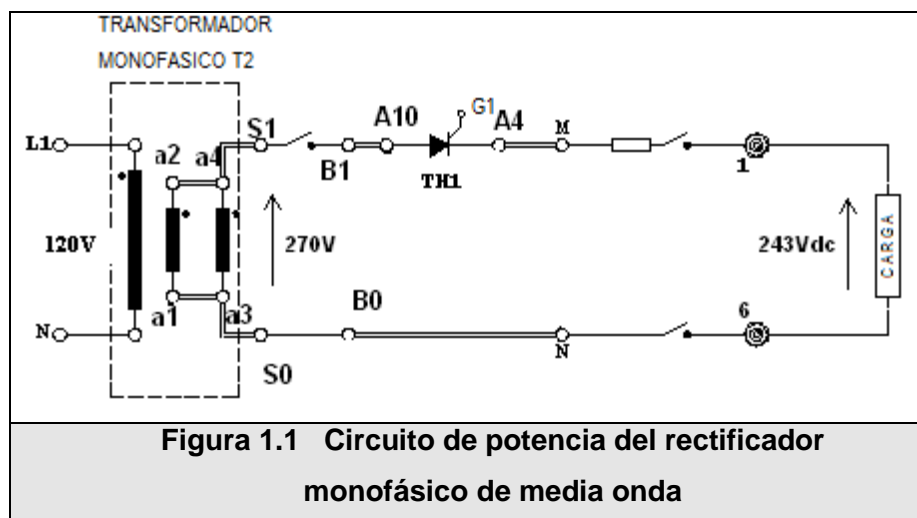 TRANSFORMADOR
MONOFASICO T2
L1
a2
a4
S1
B1
A10
G1
TH1
A4
M
1
120V
270V
243Vdc
CARGA
N
a1
a3
S0
B0
N
6
Figura 1.1 Circuito de potencia del rectificador
monofásico de media onda